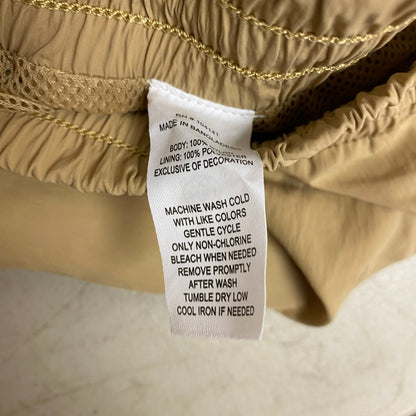 MADE IN BANGLADESH
BODY: 100%
LINING: 100% POLYESTER
EXCLUSIVE OF DECORATION
MACHINE WASH COLD
WITH LIKE COLORS
GENTLE CYCLE
ONLY NON-CHLORINE
BLEACH WHEN NEEDED
REMOVE PROMPTLY
AFTER WASH
TUMBLE DRY LOW
COOL IRON IF NEEDED